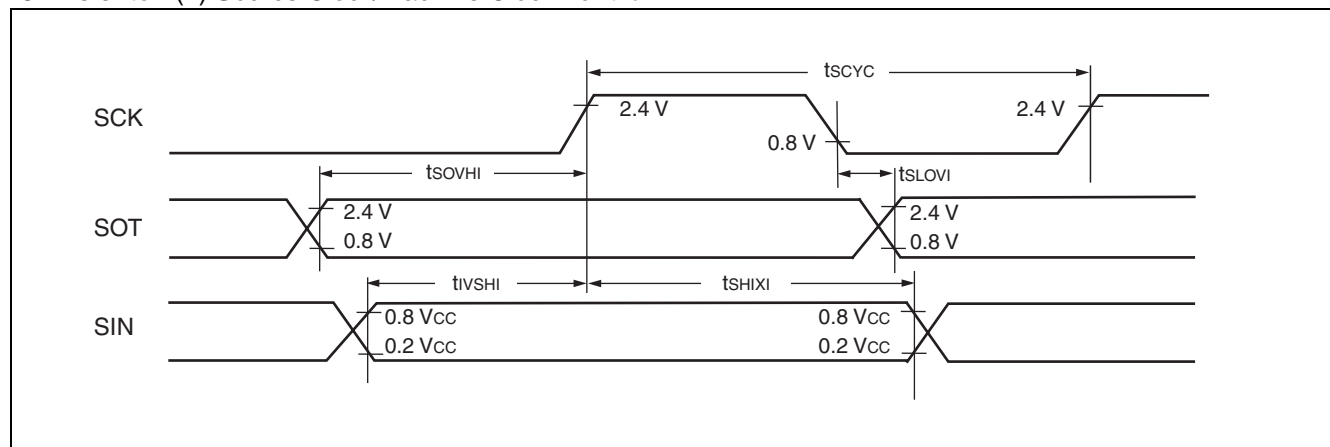 tSCYC
SCK
2.4 V
0.8 V
2.4 V
tSOVHI
tSLOVI
SOT
2.4 V
0.8 V
2.4 V
0.8 V
tIVSHI
tSHIXI
SIN
0.8 VCC
0.2 VCC
0.8 VCC
0.2 VCC